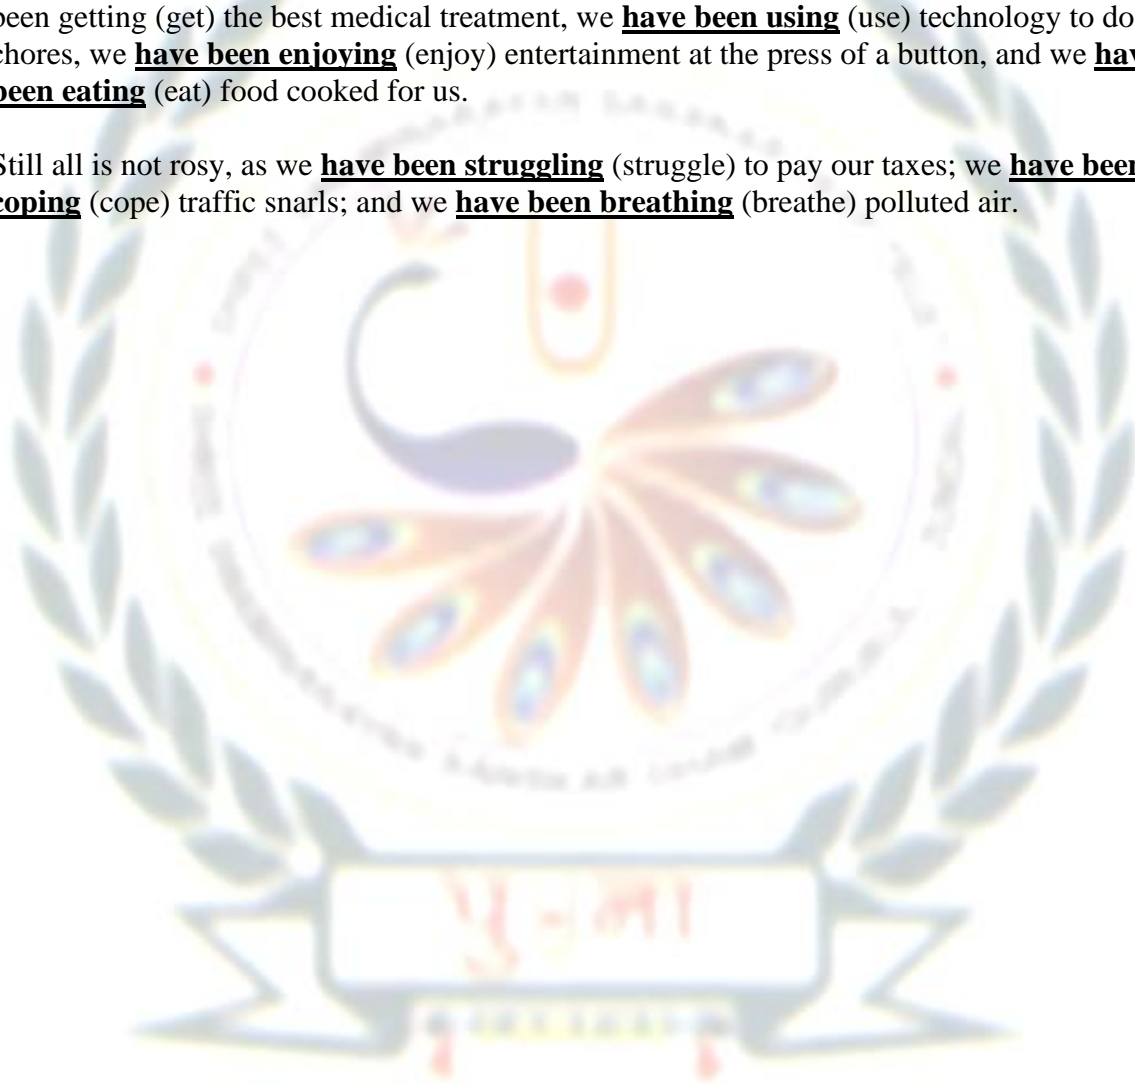 been getting (get) the best medical treatment, we have been using (use) technology to do
chores, we have been enjoying (enjoy) entertainment at the press of a button, and we
been eating (eat) food cooked for us.
Still all is not rosy, as we have been struggling (struggle) to pay our taxes; we have been
coping (cope) traffic snarls; and we have been breathing (breathe) polluted air.